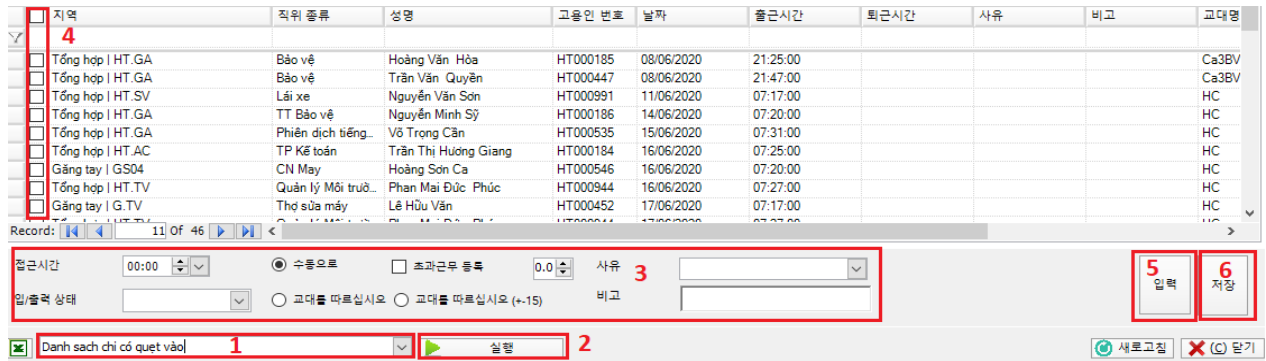 지역 직위 종류 성명 고용인 번호 날짜 출근시간 퇴근시간 사유 비고 교대명
4
Tổng hợp | HT.GA Bảo vệ Hoàng Văn Hòa HT000185 08/06/2020 21:25:00 Ca3BV
Tổng hợp | HT.GA Bảo vệ Trần Văn Quyền HT000447 08/06/2020 21:47:00 Ca3BV
Tổng hợp | HT.SV Lái xe Nguyễn Văn Sơn HT000991 11/06/2020 07:17:00 HC
Tổng hợp | HT.GA TT Bảo vệ Nguyễn Minh Sỹ HT000186 14/06/2020 07:20:00 HC
Tổng hợp | HT.GA Phiên dịch tiếng... Võ Trọng Cần HT000535 15/06/2020 07:31:00 HC
Tổng hợp | HT.AC TP Kế toán Trần Thị Hương Giang HT000184 16/06/2020 07:25:00 HC
Găng tay | GS04 CN May Hoàng Sơn Ca HT000546 16/06/2020 07:20:00 HC
Tổng hợp | HT.TV Quản lý Môi trườ... Phan Mai Đức Phúc HT000944 16/06/2020 07:27:00 HC
Găng tay | G.TV Thợ sửa máy Lê Hữu Văn HT000452 17/06/2020 07:17:00 HC
Record: 11 Of 46
접근시간 00:00 수동으로 초과근무 등록 0.0 사유 3 5 입력 6 저장
입/출력 상태 교대를 따르십시오 교대를 따르십시오 (+-15) 비고
Danh sach chỉ có quẹt vào 1 실행 2 새로고침 (C) 닫기